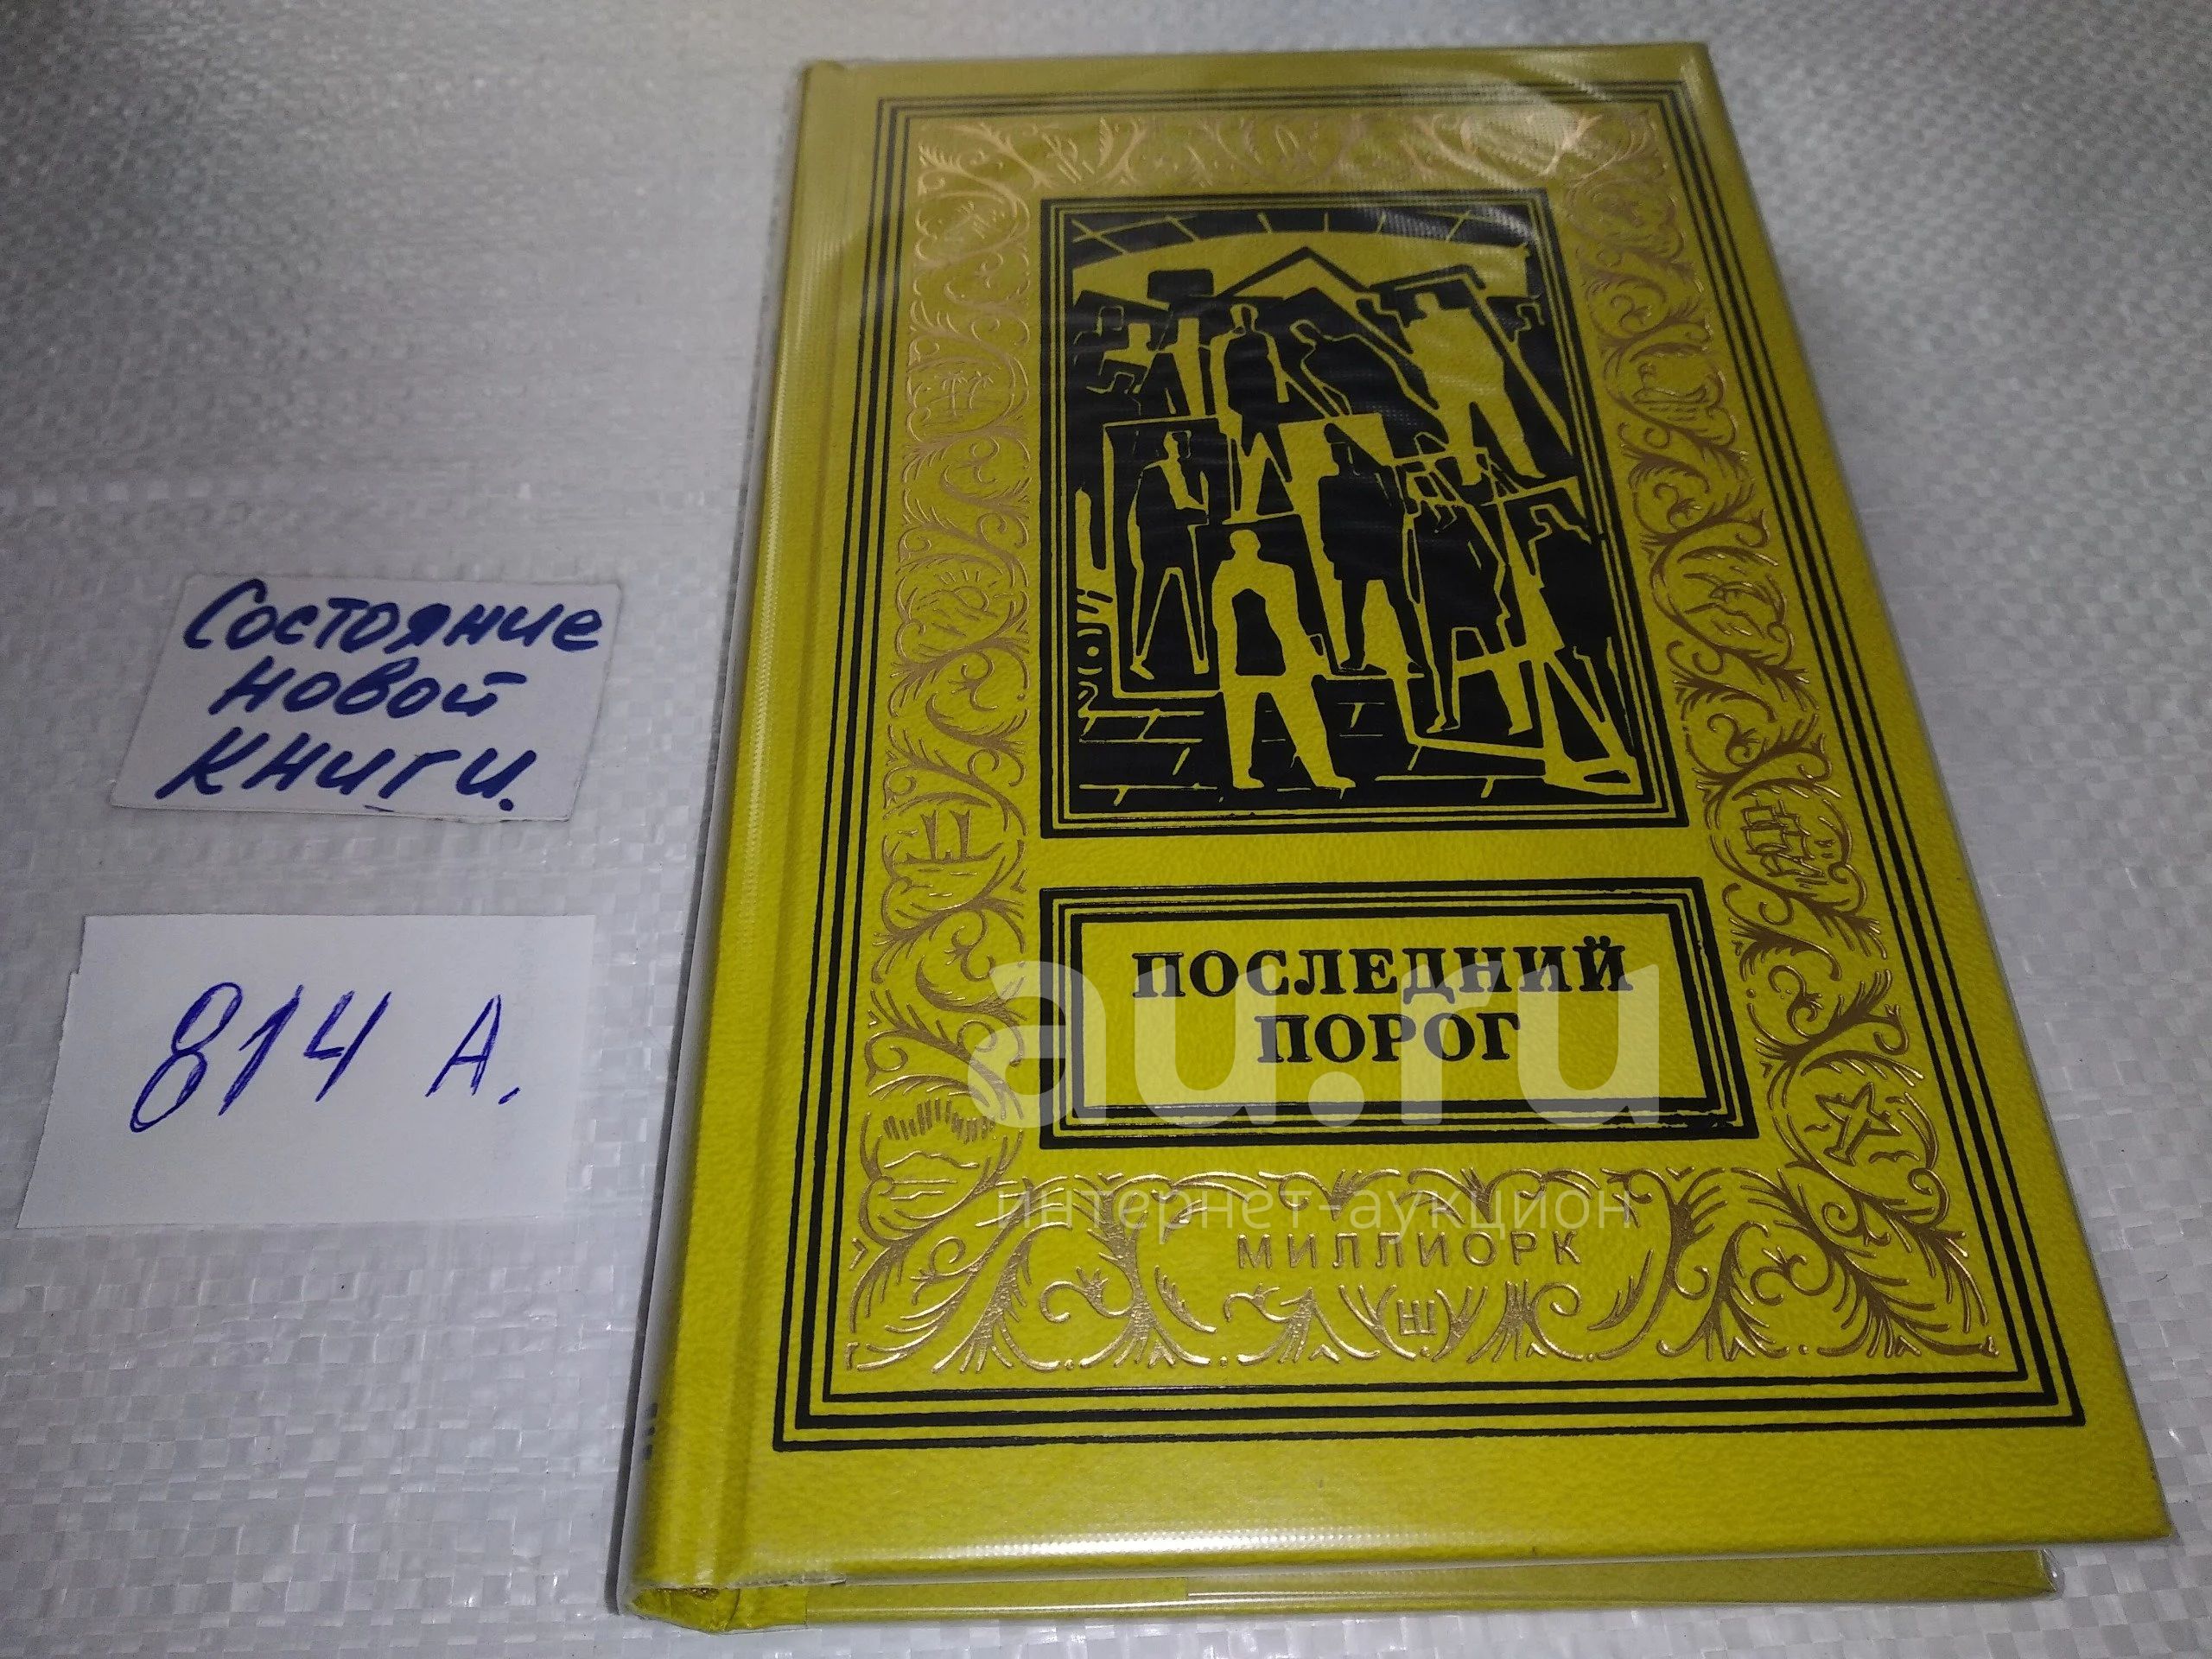 Состояние
новой
книги.
814 А.
ПОСЛЕДНИЙ
ПОРОГ
au.ru
интернет-аукцион
МИЛЛИОРК